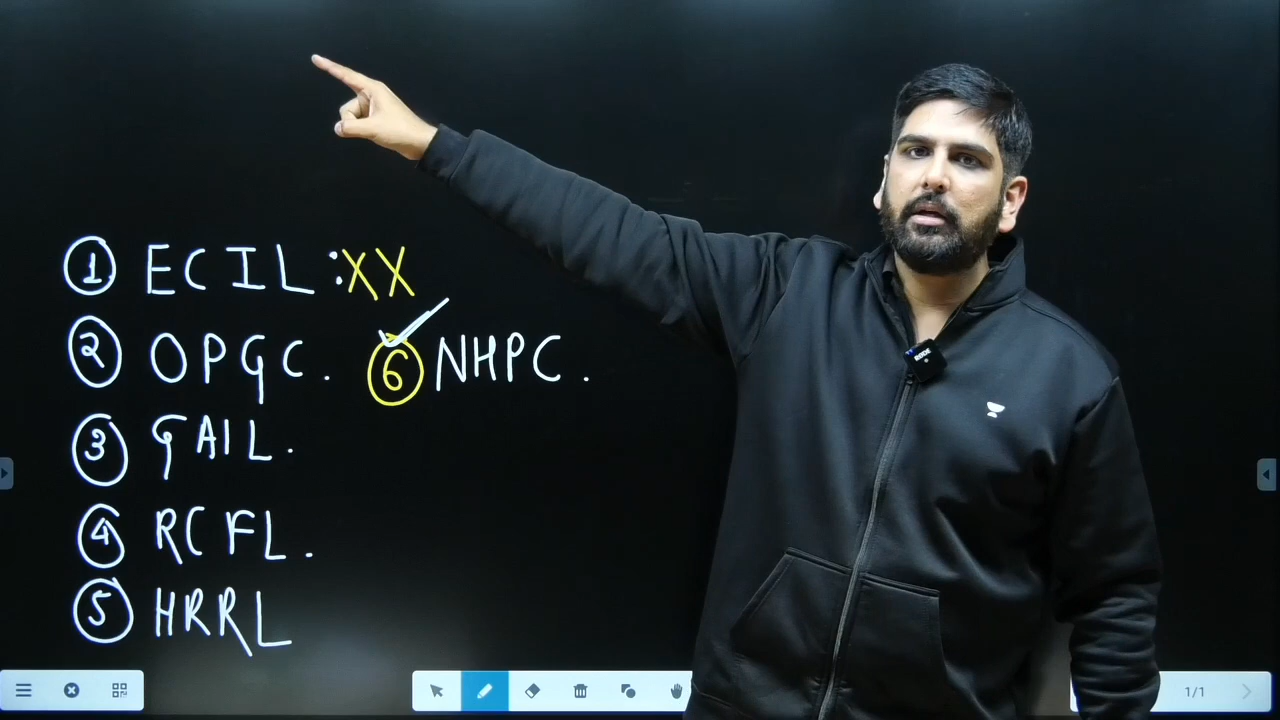 1 ECIL : XX
2 OPGC. 6 NHPC.
3 GAIL.
4 RCFL.
5 HRRL
1/1